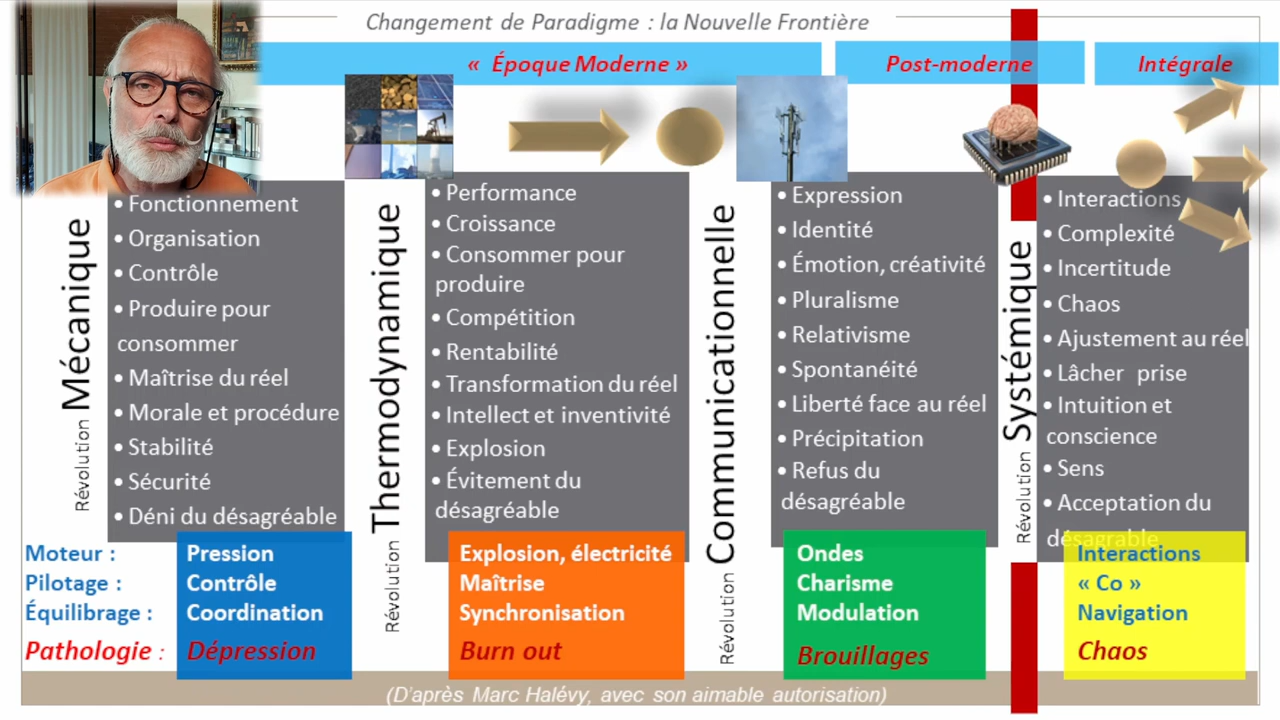 Changement de Paradigme : la Nouvelle Frontière
« Époque Moderne »
Post-moderne
Intégrale
Révolution Mécanique
• Fonctionnement
• Organisation
• Contrôle
• Produire pour
consommer
• Maîtrise du réel
• Morale et procédure
• Stabilité
• Sécurité
• Déni du désagréable
Révolution Thermodynamique
• Performance
• Croissance
• Consommer pour
produire
• Compétition
• Rentabilité
• Transformation du réel
• Intellect et inventivité
• Explosion
• Évitement du
désagréable
Révolution Communicationnelle
• Expression
• Identité
• Émotion, créativité
• Pluralisme
• Relativisme
• Spontanéité
• Liberté face au réel
• Précipitation
• Refus du
désagréable
Révolution Systémique
• Interactions
• Complexité
• Incertitude
• Chaos
• Ajustement au réel
• Lâcher prise
• Intuition et
conscience
• Sens
• Acceptation du
désagrable
Moteur :
Pilotage :
Équilibrage :
Pathologie :
Pression
Contrôle
Coordination
Dépression
Explosion, électricité
Maîtrise
Synchronisation
Burn out
Ondes
Charisme
Modulation
Brouillages
Interactions
« Co »
Navigation
Chaos
(D'après Marc Halévy, avec son aimable autorisation)